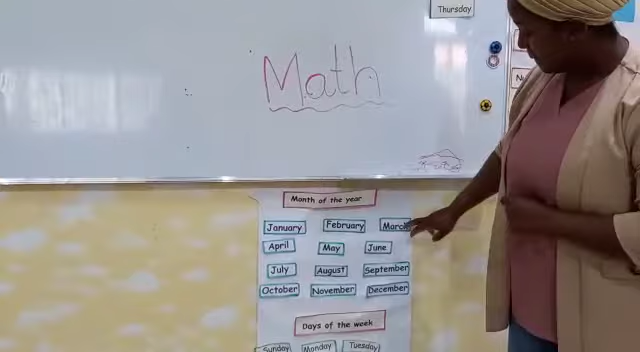 Thursday
Math
Month of the year
January February March
April May June
July August September
October November December
Days of the week
Sunday Monday Tuesday